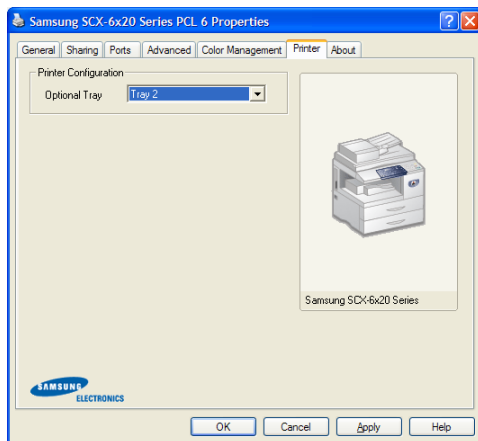 Samsung SCX-6x20 Series PCL 6 Properties
General Sharing Ports Advanced Color Management Printer About
Printer Configuration
Optional Tray Tray 2
Samsung SCX-6x20 Series
SAMSUNG
ELECTRONICS
OK Cancel Apply Help